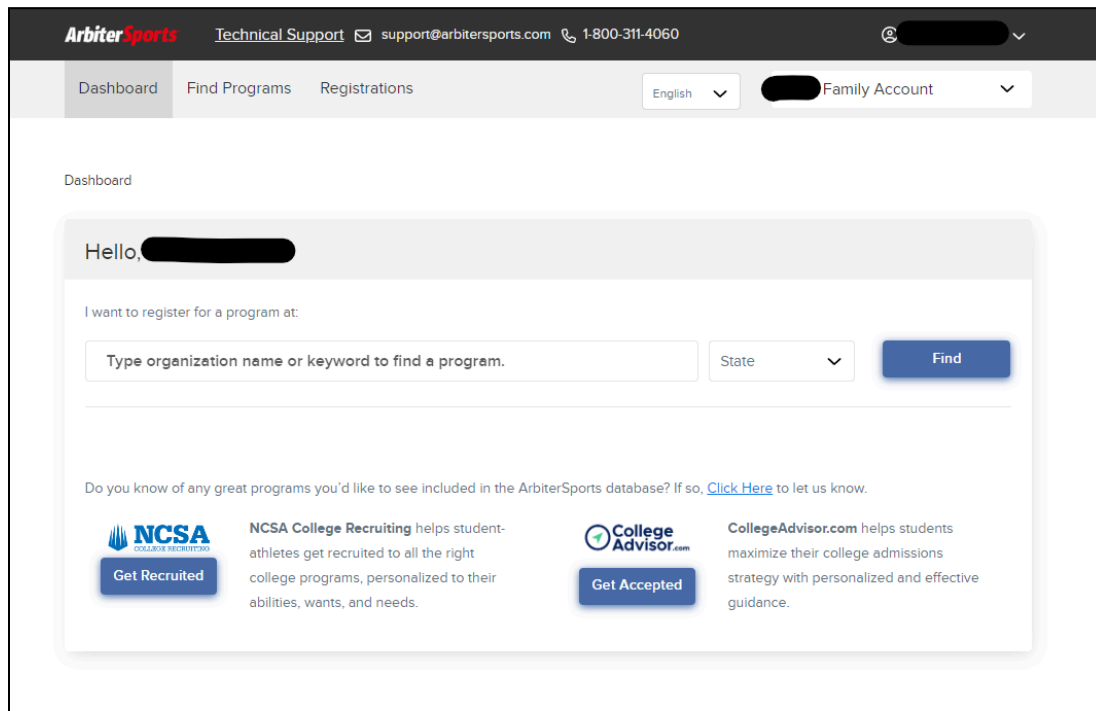 ArbiterSports Technical Support support@arbitersports.com 1-800-311-4060
Dashboard Find Programs Registrations English Family Account
Dashboard
Hello,
I want to register for a program at:
Type organization name or keyword to find a program. State Find
Do you know of any great programs you'd like to see included in the ArbiterSports database? If so, Click Here to let us know.
NCSA
COLLEGE RECRUITING
Get Recruited
NCSA College Recruiting helps student-
athletes get recruited to all the right
college programs, personalized to their
abilities, wants, and needs.
College
Advisor.com
Get Accepted
CollegeAdvisor.com helps students
maximize their college admissions
strategy with personalized and effective
guidance.